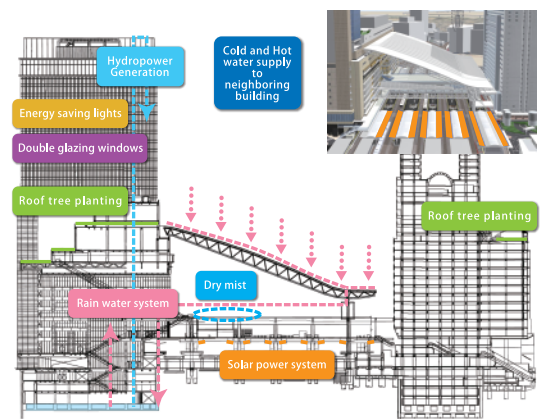 Hydropower
Generation
Cold and Hot
water supply
to
neighboring
building
Energy saving lights
Double glazing windows
Roof tree planting
Roof tree planting
Rain water system
Dry mist
Solar power system